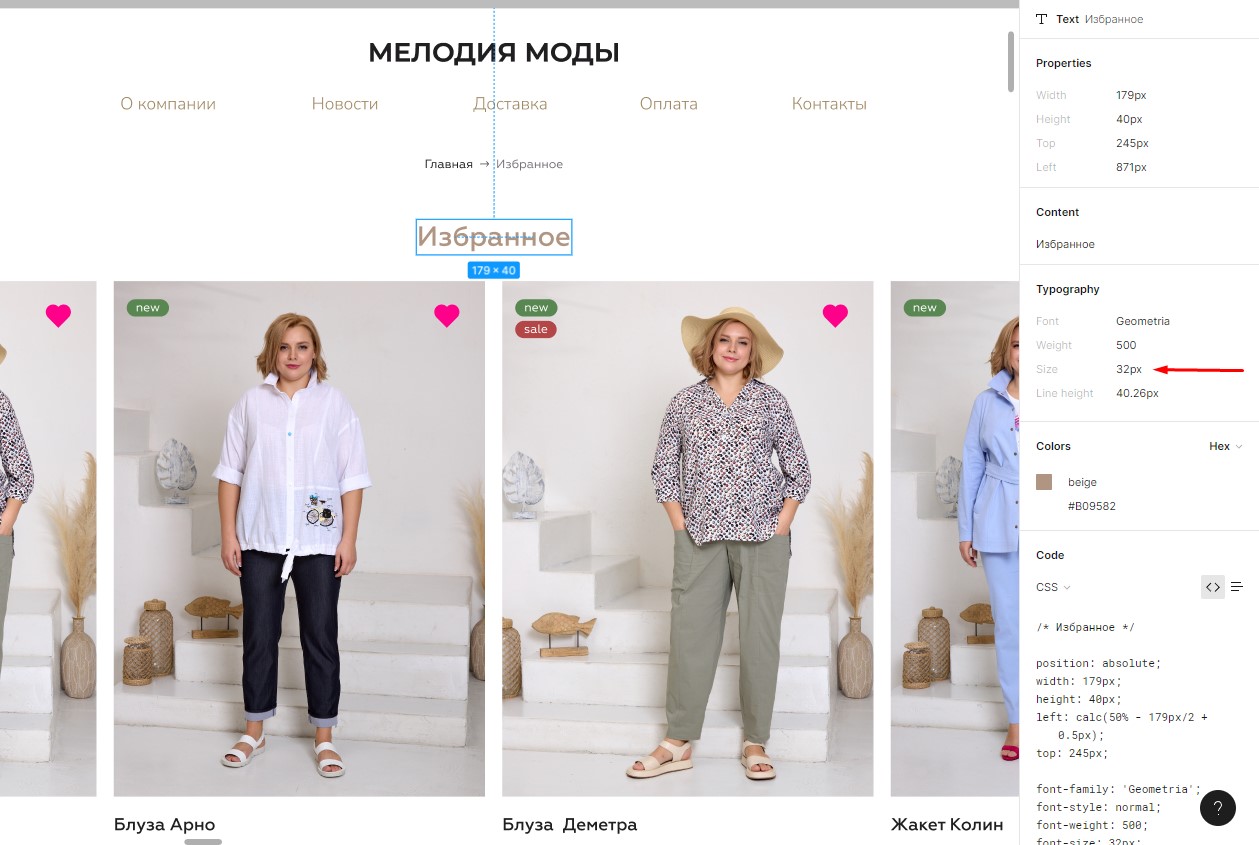 МЕЛОДИЯ МОДЫ
О компании Новости Доставка Оплата Контакты
Главная → Избранное
Избранное
179 × 40
new
new
sale
new
Блуза Арно
Блуза Деметра
Жакет Колин
Text Избранное
Properties
Width 179px
Height 40px
Top 245px
Left 871px
Content
Избранное
Typography
Font Geometria
Weight 500
Size 32px
Line height 40.26px
Colors Hex
beige
#B09582
Code
CSS
/* Избранное */
position: absolute;
width: 179px;
height: 40px;
left: calc(50% - 179px/2 +
0.5px);
top: 245px;
font-family: 'Geometria';
font-style: normal;
font-weight: 500;
font-size: 32px;
?